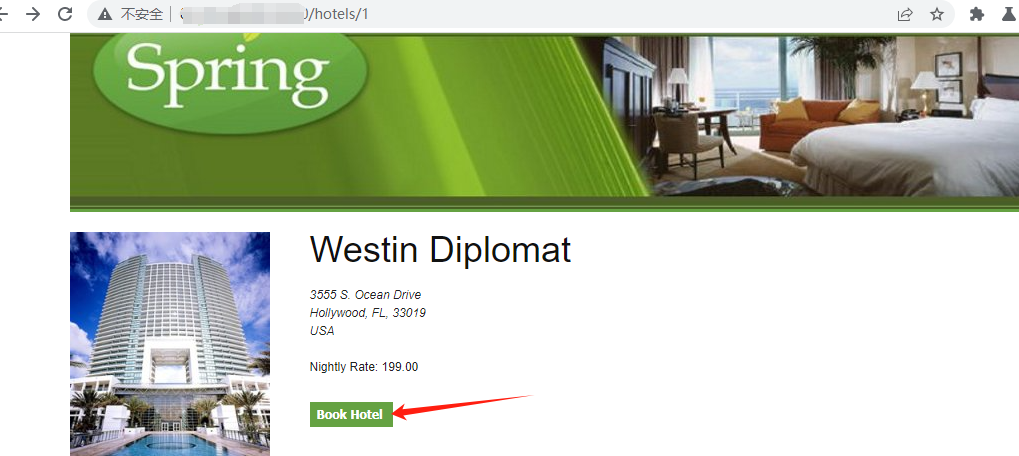 不安全
0/hotels/1
Spring
Westin Diplomat
3555 S. Ocean Drive
Hollywood, FL, 33019
USA
Nightly Rate: 199.00
Book Hotel